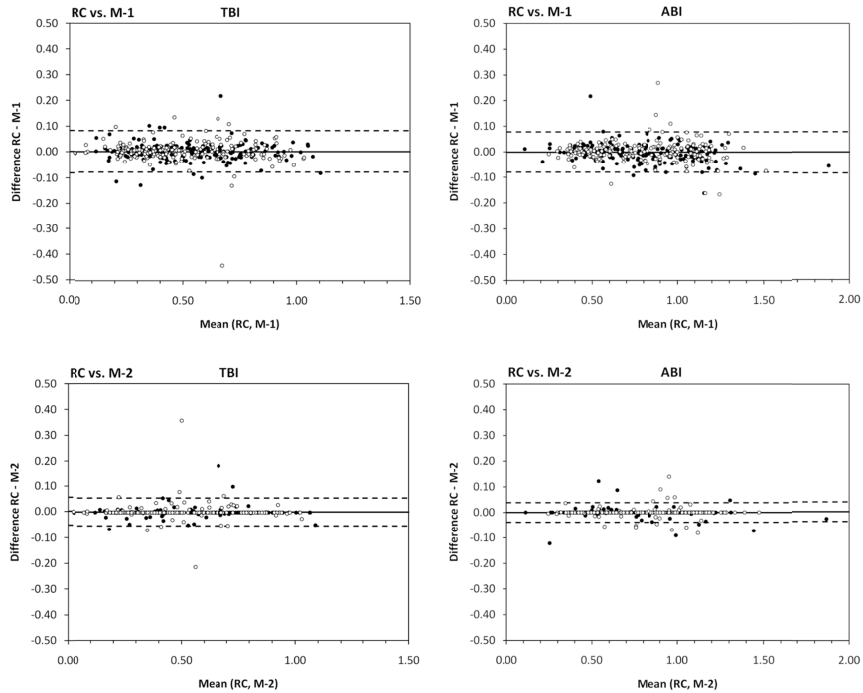 RC vs. M-1 TBI
0.50
0.40
0.30
0.20
0.10
0.00
-0.10
-0.20
-0.30
-0.40
-0.50
Difference RC - M-1
0.00 0.50 1.00 1.50
Mean (RC, M-1)
RC vs. M-1 ABI
0.50
0.40
0.30
0.20
0.10
0.00
-0.10
-0.20
-0.30
-0.40
-0.50
Difference RC - M-1
0.00 0.50 1.00 1.50 2.00
Mean (RC, M-1)
RC vs. M-2 TBI
0.50
0.40
0.30
0.20
0.10
0.00
-0.10
-0.20
-0.30
-0.40
-0.50
Difference RC - M-2
0.00 0.50 1.00 1.50
Mean (RC, M-2)
RC vs. M-2 ABI
0.50
0.40
0.30
0.20
0.10
0.00
-0.10
-0.20
-0.30
-0.40
-0.50
Difference RC - M-2
0.00 0.50 1.00 1.50 2.00
Mean (RC, M-2)